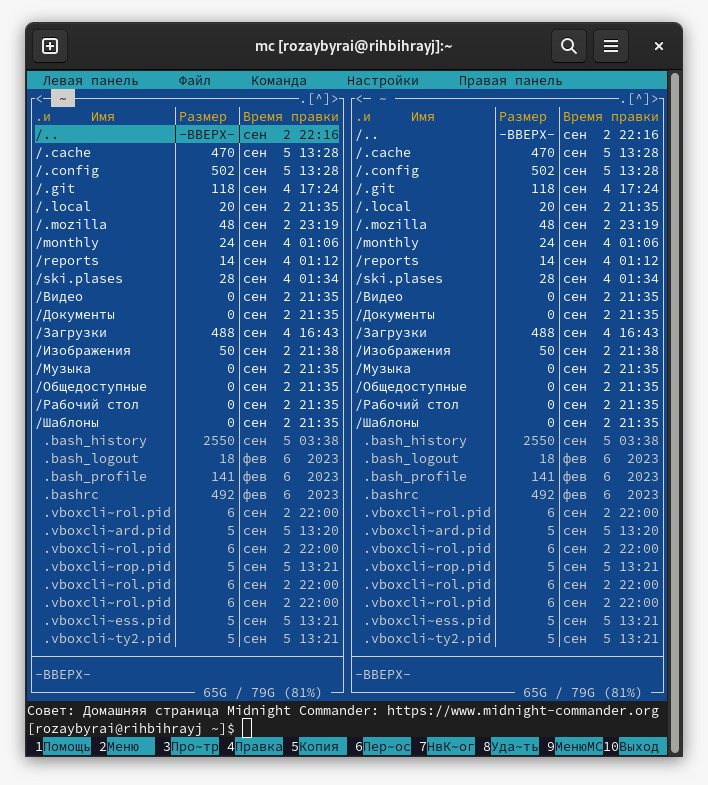 mc [rozaybyrai@rihbihrayj]:~
Левая панель Файл Команда Настройки Правая панель
<— ~ .[^]> <— ~ .[^]>
.и Имя Размер Время правки .и Имя Размер Время правки
/.. -ВВЕРХ- сен 2 22:16 /.. -ВВЕРХ- сен 2 22:16
/.cache 470 сен 5 13:28 /.cache 470 сен 5 13:28
/.config 502 сен 5 13:28 /.config 502 сен 5 13:28
/.git 118 сен 4 17:24 /.git 118 сен 4 17:24
/.local 20 сен 2 21:35 /.local 20 сен 2 21:35
/.mozilla 48 сен 2 23:19 /.mozilla 48 сен 2 23:19
/monthly 24 сен 4 01:06 /monthly 24 сен 4 01:06
/reports 14 сен 4 01:12 /reports 14 сен 4 01:12
/ski.plases 28 сен 4 01:34 /ski.plases 28 сен 4 01:34
/Видео 0 сен 2 21:35 /Видео 0 сен 2 21:35
/Документы 0 сен 2 21:35 /Документы 0 сен 2 21:35
/Загрузки 488 сен 4 16:43 /Загрузки 488 сен 4 16:43
/Изображения 50 сен 2 21:38 /Изображения 50 сен 2 21:38
/Музыка 0 сен 2 21:35 /Музыка 0 сен 2 21:35
/Общедоступные 0 сен 2 21:35 /Общедоступные 0 сен 2 21:35
/Рабочий стол 0 сен 2 21:35 /Рабочий стол 0 сен 2 21:35
/Шаблоны 0 сен 2 21:35 /Шаблоны 0 сен 2 21:35
.bash_history 2550 сен 5 03:38 .bash_history 2550 сен 5 03:38
.bash_logout 18 фев 6 2023 .bash_logout 18 фев 6 2023
.bash_profile 141 фев 6 2023 .bash_profile 141 фев 6 2023
.bashrc 492 фев 6 2023 .bashrc 492 фев 6 2023
.vboxcli~rol.pid 6 сен 2 22:00 .vboxcli~rol.pid 6 сен 2 22:00
.vboxcli~ard.pid 5 сен 5 13:20 .vboxcli~ard.pid 5 сен 5 13:20
.vboxcli~rol.pid 6 сен 2 22:00 .vboxcli~rol.pid 6 сен 2 22:00
.vboxcli~rop.pid 5 сен 5 13:21 .vboxcli~rop.pid 5 сен 5 13:21
.vboxcli~rol.pid 6 сен 2 22:00 .vboxcli~rol.pid 6 сен 2 22:00
.vboxcli~rol.pid 6 сен 2 22:00 .vboxcli~rol.pid 6 сен 2 22:00
.vboxcli~ess.pid 5 сен 5 13:21 .vboxcli~ess.pid 5 сен 5 13:21
.vboxcli~ty2.pid 5 сен 5 13:21 .vboxcli~ty2.pid 5 сен 5 13:21
-ВВЕРХ- -ВВЕРХ-
65G / 79G (81%) 65G / 79G (81%)
Совет: Домашняя страница Midnight Commander: https://www.midnight-commander.org
[rozaybyrai@rihbihrayj ~]$
1Помощь 2Меню 3Про~тр 4Правка 5Копия 6Пер~ос 7НвК~ог 8Уда~ть 9МенюMC 10Выход